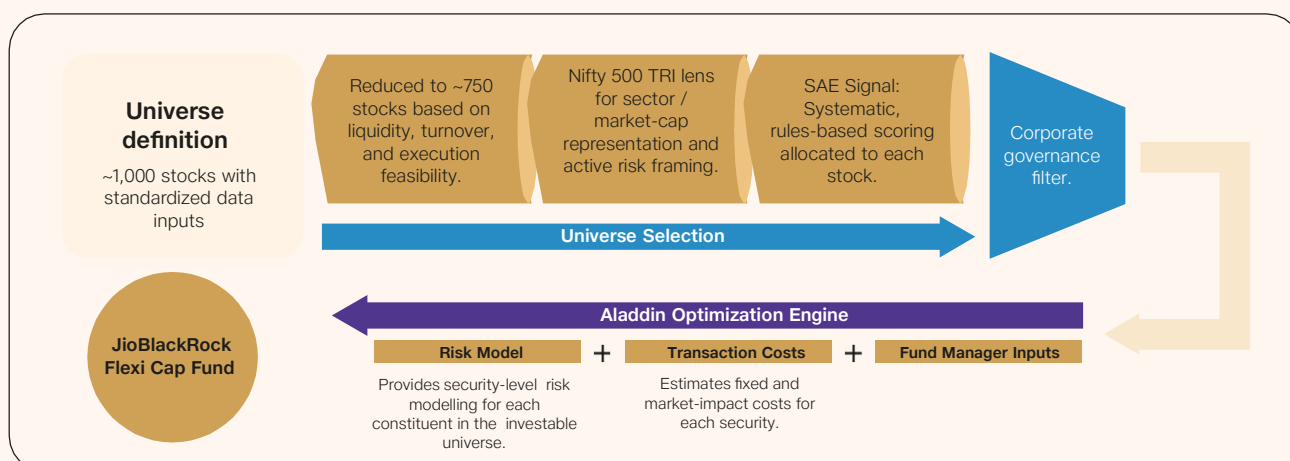 Universe
definition
~1,000 stocks with
standardized data
inputs
Reduced to ~750
stocks based on
liquidity, turnover,
and execution
feasibility.
Nifty 500 TRI lens
for sector /
market-cap
representation and
active risk framing.
SAE Signal:
Systematic,
rules-based scoring
allocated to each
stock.
Corporate
governance
filter.
Universe Selection
Aladdin Optimization Engine
Risk Model
+
Transaction Costs
+
Fund Manager Inputs
Provides security-level risk
modelling for each
constituent in the investable
universe.
Estimates fixed and
market-impact costs for
each security.
JioBlackRock
Flexi Cap Fund